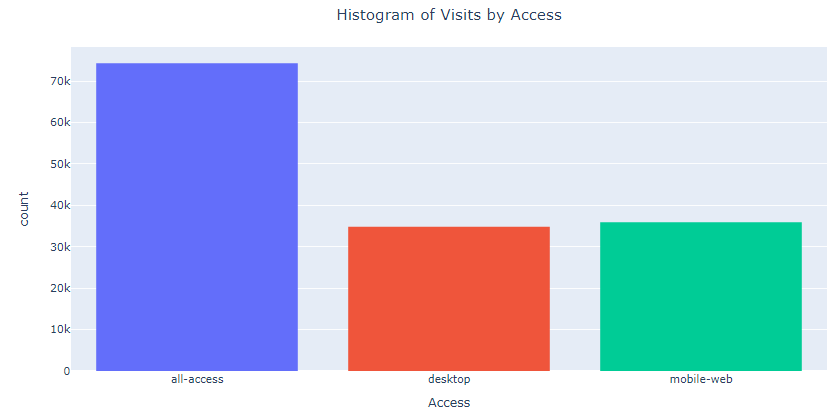 Histogram of Visits by Access
count
70k
60k
50k
40k
30k
20k
10k
0
all-access
desktop
mobile-web
Access